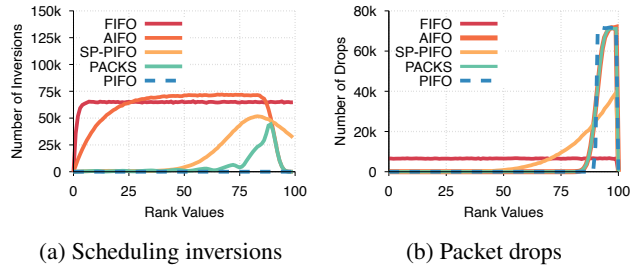 FIFO
AIFO
SP-PIFO
PACKS
PIFO
Number of Inversions
150k
125k
100k
75k
50k
25k
0
0 25 50 75 100
Rank Values
(a) Scheduling inversions
FIFO
AIFO
SP-PIFO
PACKS
PIFO
Number of Drops
80k
60k
40k
20k
0
0 25 50 75 100
Rank Values
(b) Packet drops